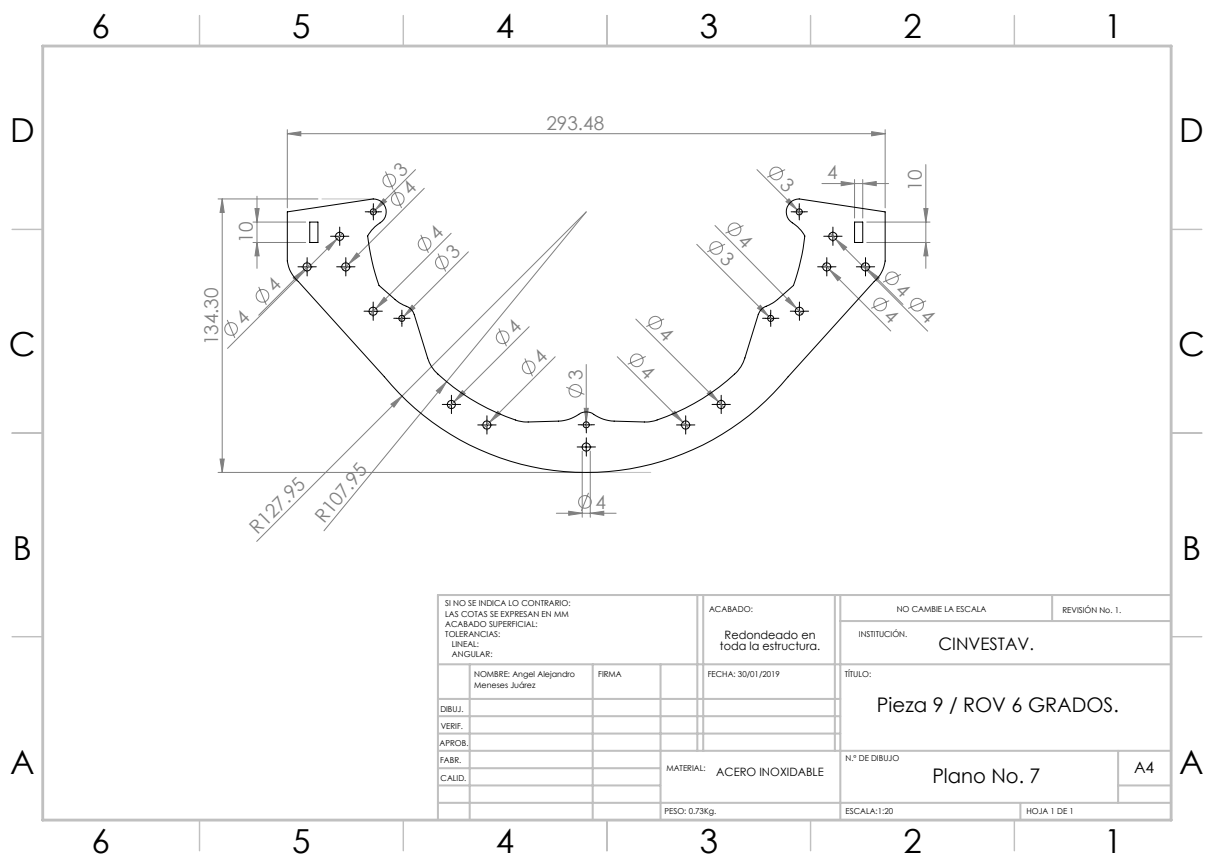 6 5 4 3 2 1
D D
293.48
Ø3
Ø4
Ø3
4
10
10
Ø4
Ø3
Ø4
Ø3
134.30
Ø4
Ø4
Ø4
Ø4
Ø4
C C
Ø4
Ø4
Ø3
Ø4
Ø4
R127.95
R107.95
Ø4
B B
SI NO SE INDICA LO CONTRARIO:
LAS COTAS SE EXPRESAN EN MM
ACABADO SUPERFICIAL:
TOLERANCIAS:
LINEAL:
ANGULAR:
ACABADO:
Redondeado en
toda la estructura.
NO CAMBIE LA ESCALA
REVISIÓN No. 1.
INSTITUCIÓN.
CINVESTAV.
NOMBRE: Angel Alejandro
Meneses Juárez
FIRMA
FECHA: 30/01/2019
TÍTULO:
Pieza 9 / ROV 6 GRADOS.
DIBUJ.
VERIF.
APROB.
FABR.
CALID.
MATERIAL: ACERO INOXIDABLE
N.º DE DIBUJO
Plano No. 7
A4
A A
PESO: 0.73Kg.
ESCALA:1:20
HOJA 1 DE 1
6 5 4 3 2 1